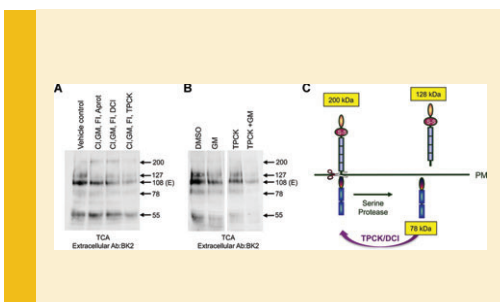 A
Vehicle control
CI,GM, FI, Aprot
CI,GM, FI, DCI
CI,GM, FI, TPCK
200
127
108 (E)
78
55
TCA
Extracellular Ab:BK2
B
DMSO
GM
TPCK
TPCK +GM
200
127
108 (E)
78
55
TCA
Extracellular Ab:BK2
C
200 kDa
128 kDa
PM
Serine
Protease
78 kDa
TPCK/DCI